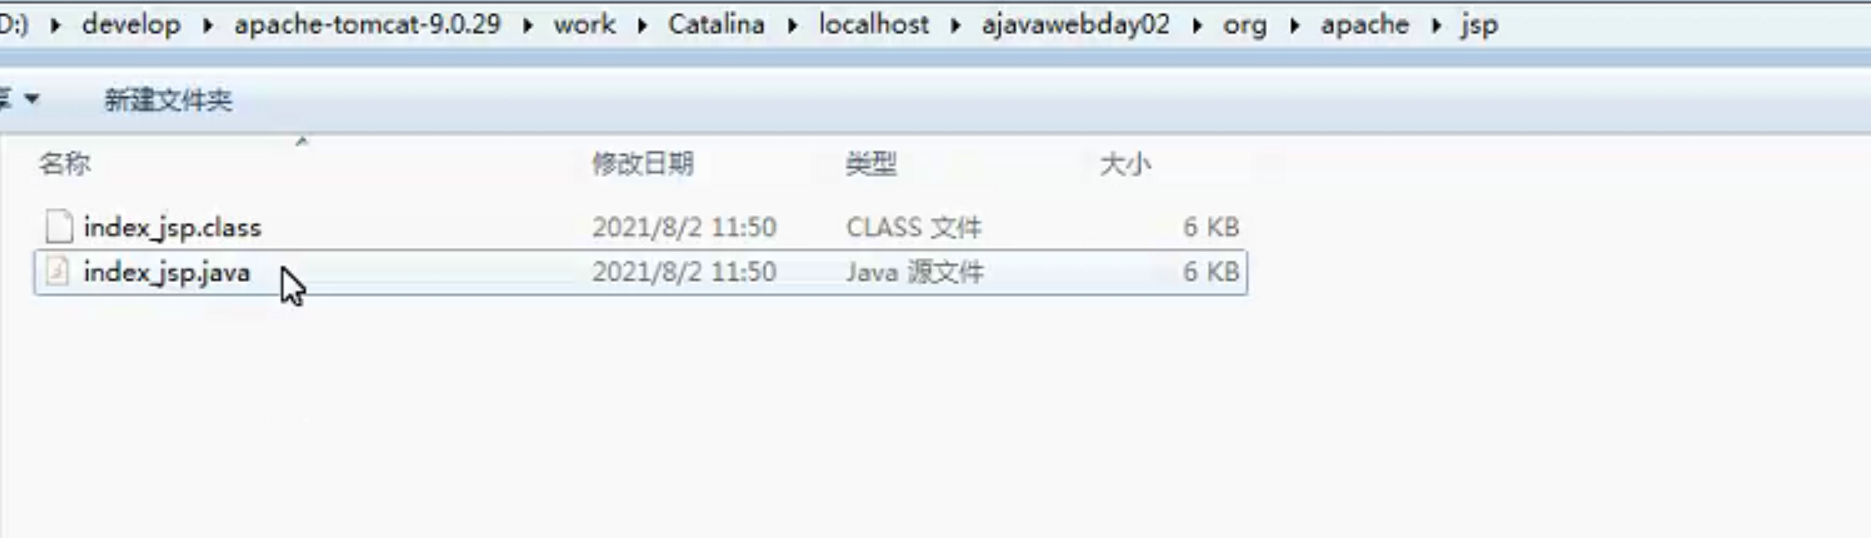 D:) ▸ develop ▸ apache-tomcat-9.0.29 ▸ work ▸ Catalina ▸ localhost ▸ ajavawebday02 ▸ org ▸ apache ▸ jsp
享 ▼ 新建文件夹
名称 修改日期 类型 大小
index_jsp.class 2021/8/2 11:50 CLASS 文件 6 KB
index_jsp.java 2021/8/2 11:50 Java 源文件 6 KB